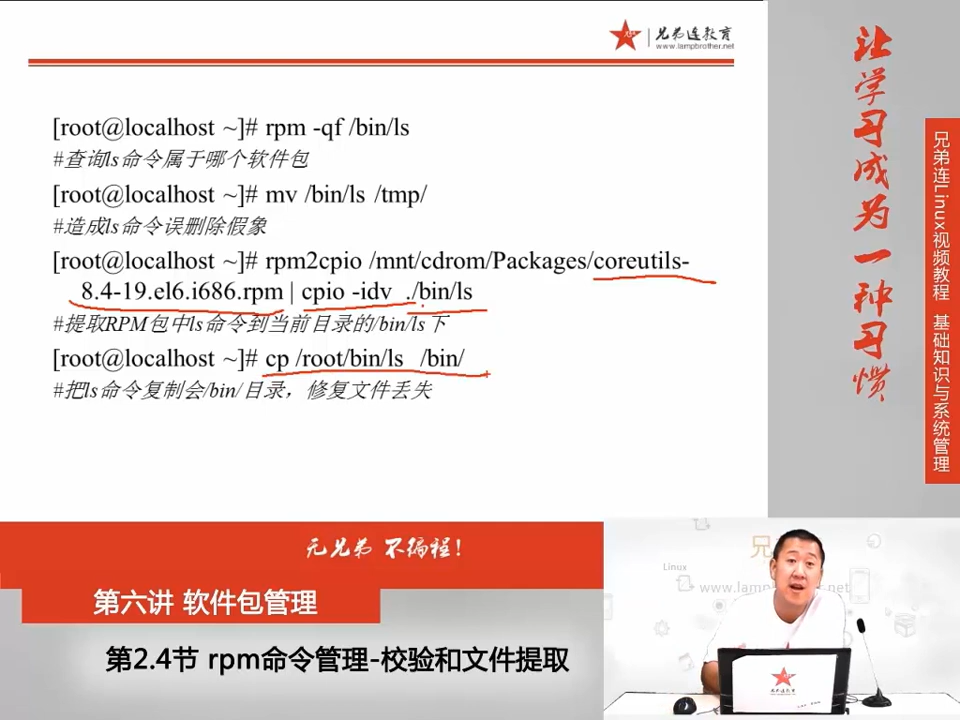 兄弟连教育
www.lampbrother.net
[root@localhost ~]# rpm -qf /bin/ls
#查询ls命令属于哪个软件包
[root@localhost ~]# mv /bin/ls /tmp/
#造成ls命令误删除假象
[root@localhost ~]# rpm2cpio /mnt/cdrom/Packages/coreutils-
8.4-19.el6.i686.rpm | cpio -idv ./bin/ls
#提取RPM包中ls命令到当前目录的/bin/ls下
[root@localhost ~]# cp /root/bin/ls /bin/
#把ls命令复制会/bin/目录，修复文件丢失
让学习成为一种习惯
兄弟连Linux视频教程 基础知识与系统管理
无兄弟 不编程!
第六讲 软件包管理
第2.4节 rpm命令管理-校验和文件提取
兄
Linux
www.lamp
net